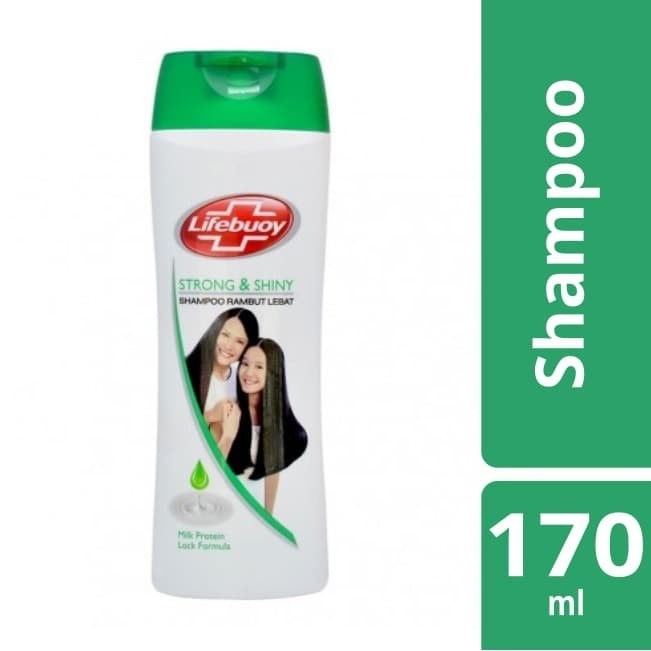 Lifebuoy
STRONG & SHINY
SHAMPOO RAMBUT LEBAT
Milk Protein
Lock Formula
Shampoo
170
ml